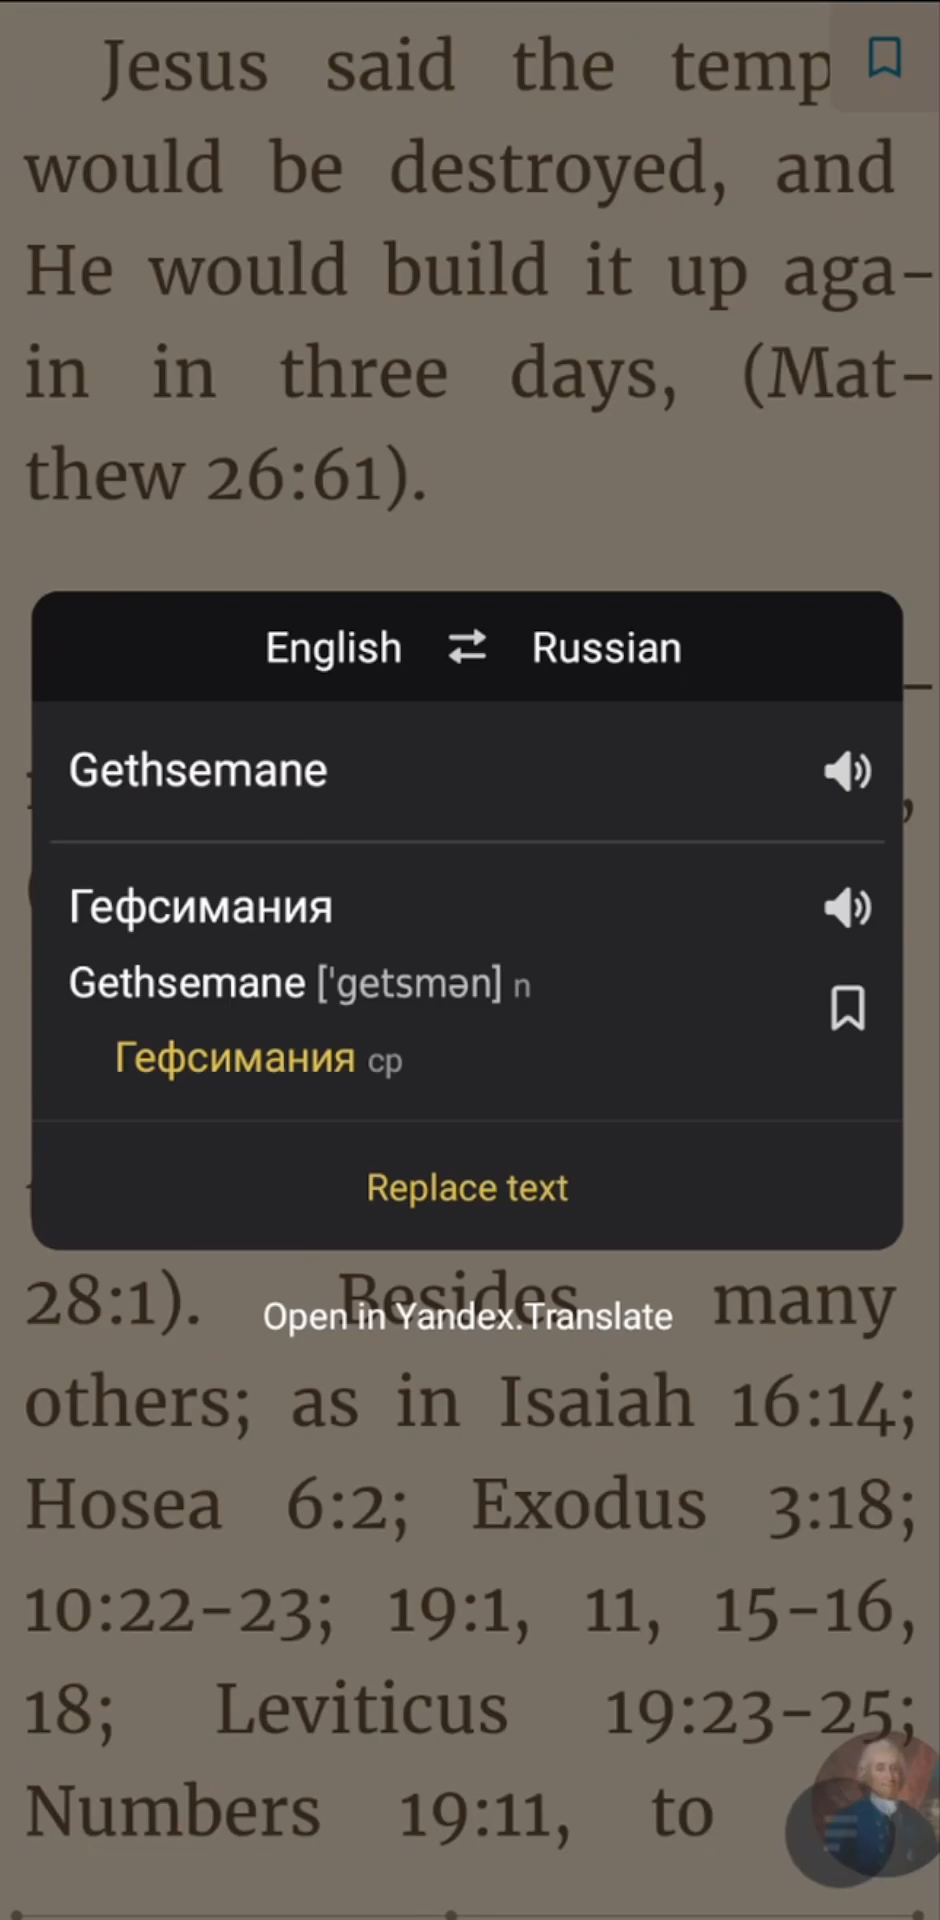 Jesus said the temp
would be destroyed, and
He would build it up aga-
in in three days, (Mat-
thew 26:61).
English Russian
Gethsemane
Гефсимания
Gethsemane ['getsmən] n
Гефсимания ср
Replace text
28:1). Besides many
Open in Yandex.Translate
others; as in Isaiah 16:14;
Hosea 6:2; Exodus 3:18;
10:22-23; 19:1, 11, 15-16,
18; Leviticus 19:23-25;
Numbers 19:11, to